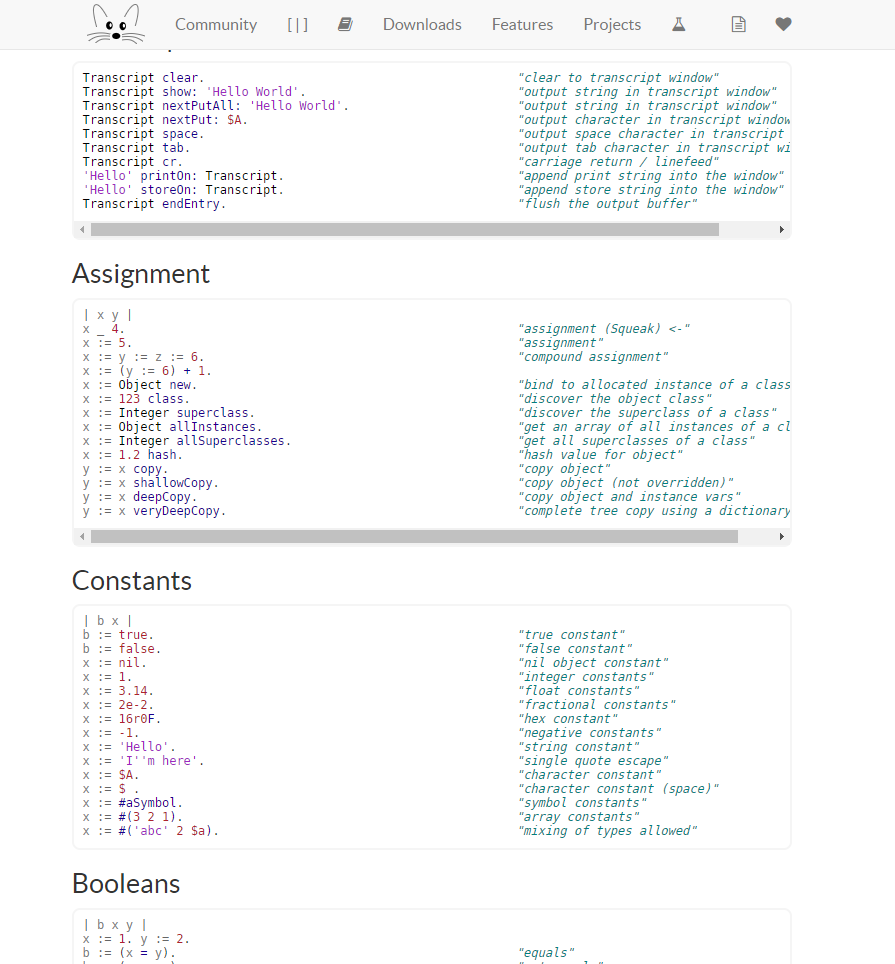 Community [|] Downloads Features Projects
Transcript clear. "clear to transcript window"
Transcript show: 'Hello World'. "output string in transcript window"
Transcript nextPutAll: 'Hello World'. "output string in transcript window"
Transcript nextPut: $A. "output character in transcript window
Transcript space. "output space character in transcript
Transcript tab. "output tab character in transcript wi
Transcript cr. "carriage return / linefeed"
'Hello' printOn: Transcript. "append print string into the window"
'Hello' storeOn: Transcript. "append store string into the window"
Transcript endEntry. "flush the output buffer"
Assignment
| x y |
x _ 4. "assignment (Squeak) <-"
x := 5. "assignment"
x := y := z := 6. "compound assignment"
x := (y := 6) + 1.
x := Object new. "bind to allocated instance of a class
x := 123 class. "discover the object class"
x := Integer superclass. "discover the superclass of a class"
x := Object allInstances. "get an array of all instances of a cl
x := Integer allSuperclasses. "get all superclasses of a class"
x := 1.2 hash. "hash value for object"
y := x copy. "copy object"
y := x shallowCopy. "copy object (not overridden)"
y := x deepCopy. "copy object and instance vars"
y := x veryDeepCopy. "complete tree copy using a dictionary
Constants
| b x |
b := true. "true constant"
b := false. "false constant"
x := nil. "nil object constant"
x := 1. "integer constants"
x := 3.14. "float constants"
x := 2e-2. "fractional constants"
x := 16r0F. "hex constant"
x := -1. "negative constants"
x := 'Hello'. "string constant"
x := 'I''m here'. "single quote escape"
x := $A. "character constant"
x := $ . "character constant (space)"
x := #aSymbol. "symbol constants"
x := #(3 2 1). "array constants"
x := #('abc' 2 $a). "mixing of types allowed"
Booleans
| b x y |
x := 1. y := 2.
b := (x = y). "equals"